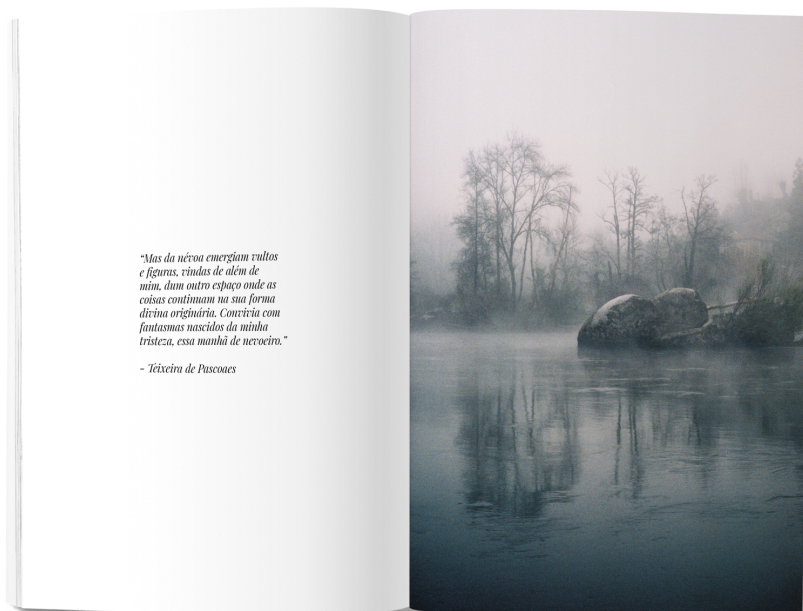 “Mas da névoa emergiam vultos
e figuras, vindas de além de
mim, dum outro espaço onde as
coisas continuam na sua forma
divina originária. Convivia com
fantasmas nascidos da minha
tristeza, essa manhã de nevoeiro.”
- Teixeira de Pascoaes